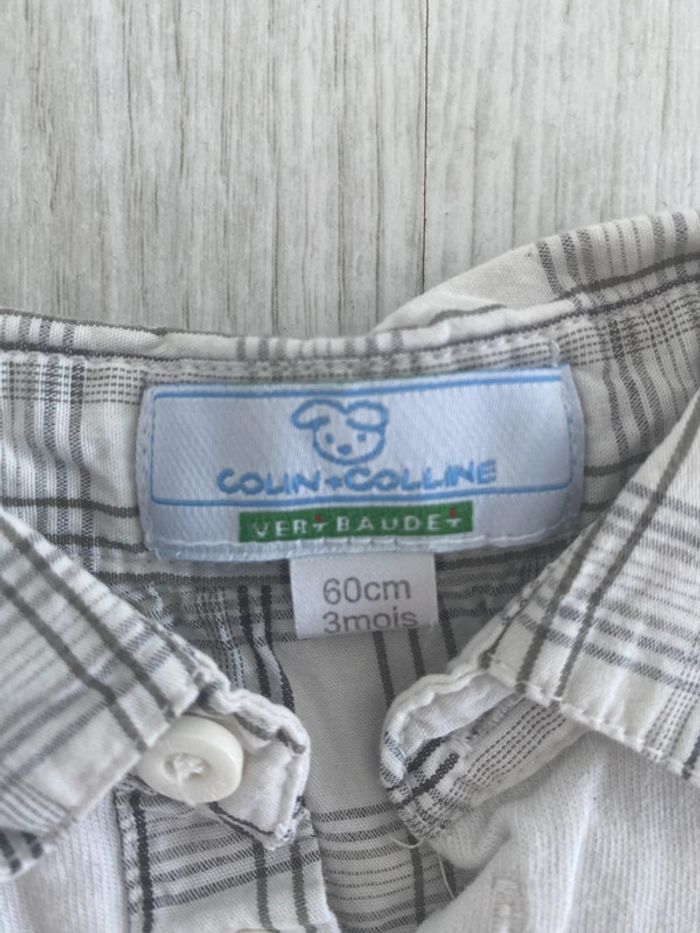 COLIN+COLLINE
VERTBAUDET
60cm
3mois